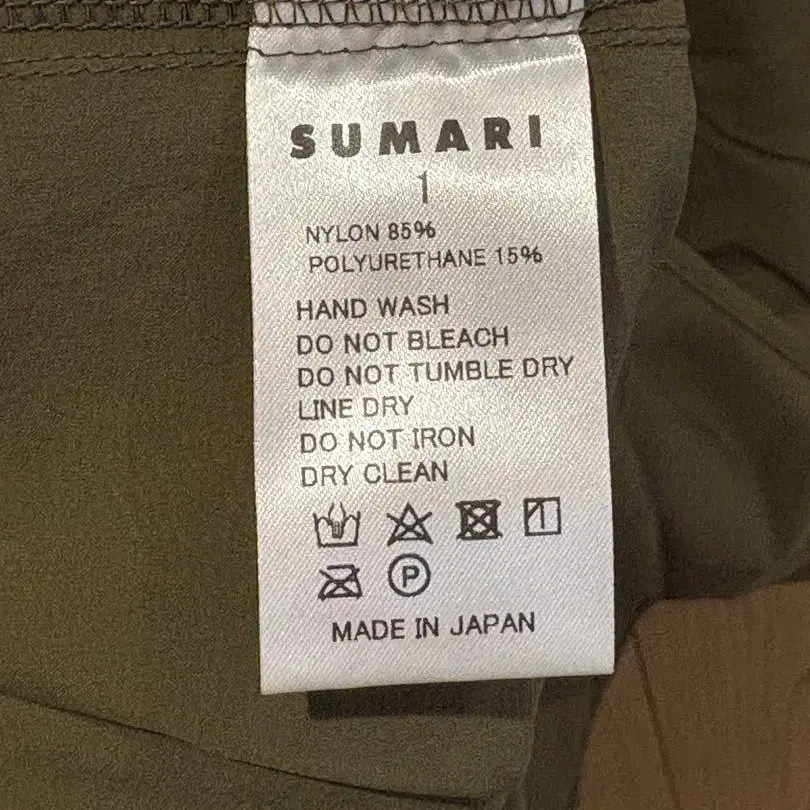 SUMARI
1
NYLON 85%
POLYURETHANE 15%
HAND WASH
DO NOT BLEACH
DO NOT TUMBLE DRY
LINE DRY
DO NOT IRON
DRY CLEAN
P
MADE IN JAPAN